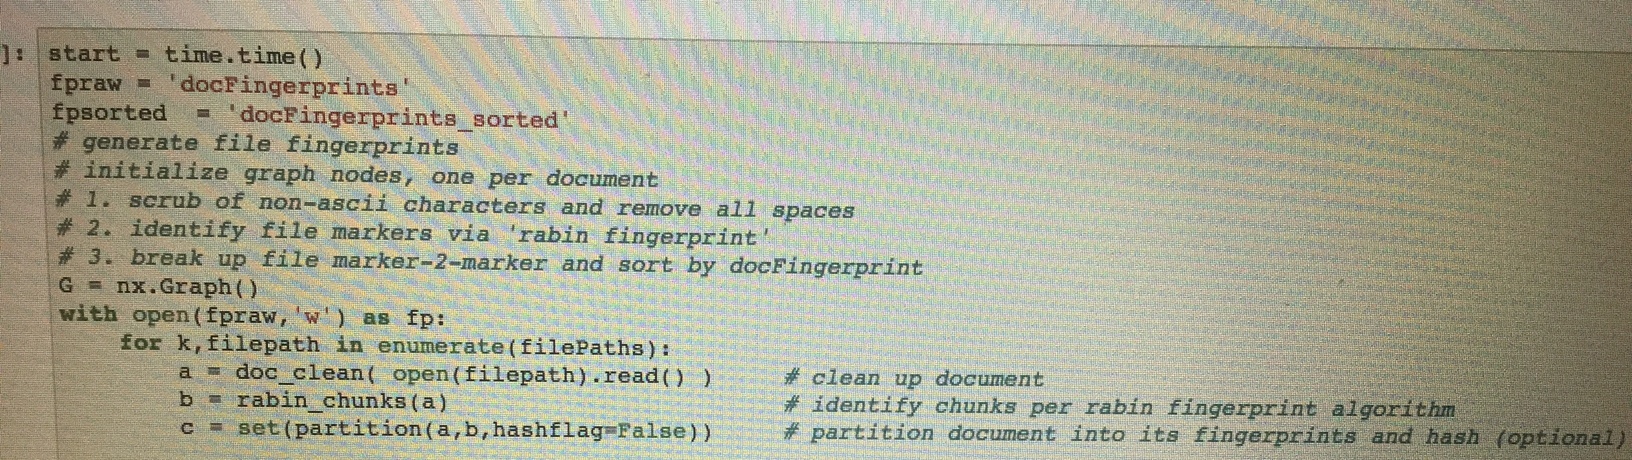 ]: start = time.time()
fpraw = 'docFingerprints'
fpsorted  = 'docFingerprints_sorted'
# generate file fingerprints
# initialize graph nodes, one per document
# 1. scrub of non-ascii characters and remove all spaces
# 2. identify file markers via 'rabin fingerprint'
# 3. break up file marker-2-marker and sort by docFingerprint
G = nx.Graph()
with open(fpraw,'w') as fp:
    for k,filepath in enumerate(filePaths):
        a = doc_clean( open(filepath).read() )     # clean up document
        b = rabin_chunks(a)                        # identify chunks per rabin fingerprint algorithm
        c = set(partition(a,b,hashflag=False))     # partition document into its fingerprints and hash (optional)